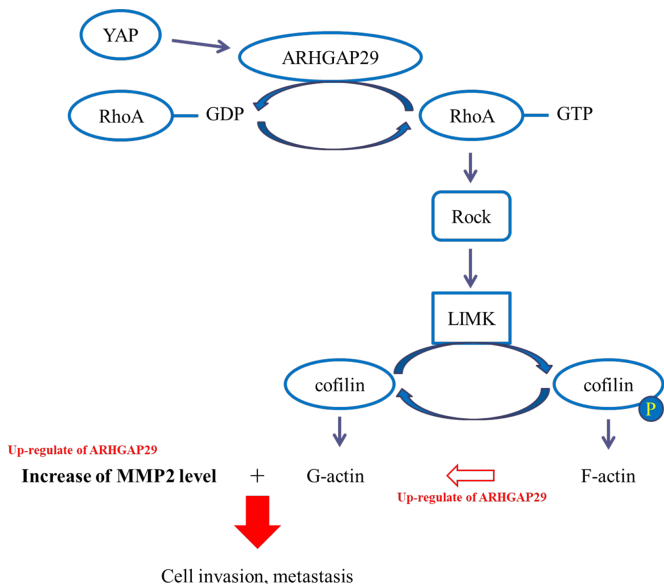 YAP
ARHGAP29
RhoA
GDP
RhoA
GTP
Rock
LIMK
cofilin
cofilin
P
Up-regulate of ARHGAP29
Increase of MMP2 level
+
G-actin
F-actin
Up-regulate of ARHGAP29
Cell invasion, metastasis